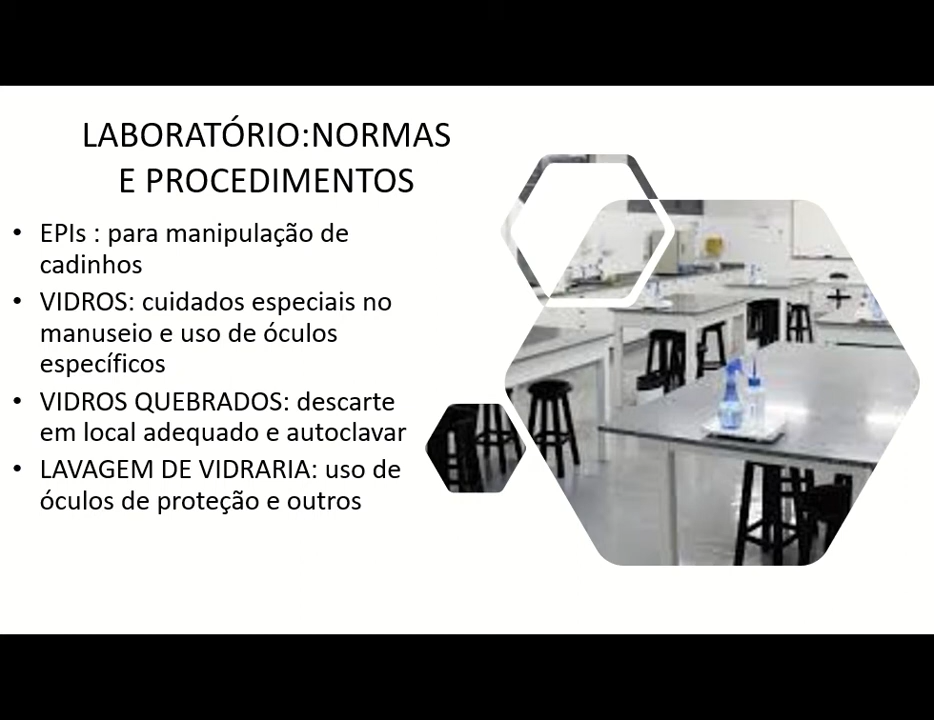 LABORATÓRIO:NORMAS
E PROCEDIMENTOS
• EPIs : para manipulação de
cadinhos
• VIDROS: cuidados especiais no
manuseio e uso de óculos
específicos
• VIDROS QUEBRADOS: descarte
em local adequado e autoclavar
• LAVAGEM DE VIDRARIA: uso de
óculos de proteção e outros